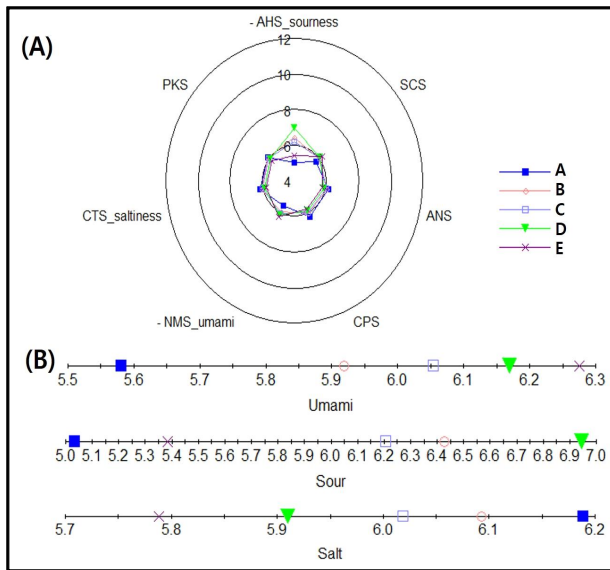 (A)
- AHS_sourness
12
10
8
6
4
PKS
SCS
CTS_saltiness
ANS
- NMS_umami
CPS
A
B
C
D
E
(B)
5.5 5.6 5.7 5.8 5.9 6.0 6.1 6.2 6.3
Umami
5.0 5.1 5.2 5.3 5.4 5.5 5.6 5.7 5.8 5.9 6.0 6.1 6.2 6.3 6.4 6.5 6.6 6.7 6.8 6.9 7.0
Sour
5.7 5.8 5.9 6.0 6.1 6.2
Salt